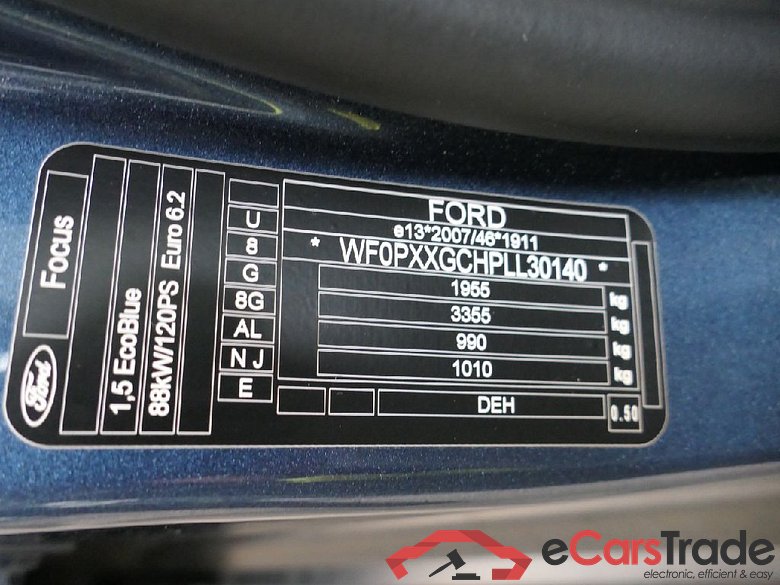 Focus
Ford
1,5 EcoBlue
88kW/120PS Euro 6.2
U
8
G
8G
AL
N J
E
FORD
e13*2007/46*1911
* WF0PXXGCHPLL30140 *
1955 kg
3355 kg
990 kg
1010 kg
DEH
0.50
eCarsTrade
electronic, efficient & easy